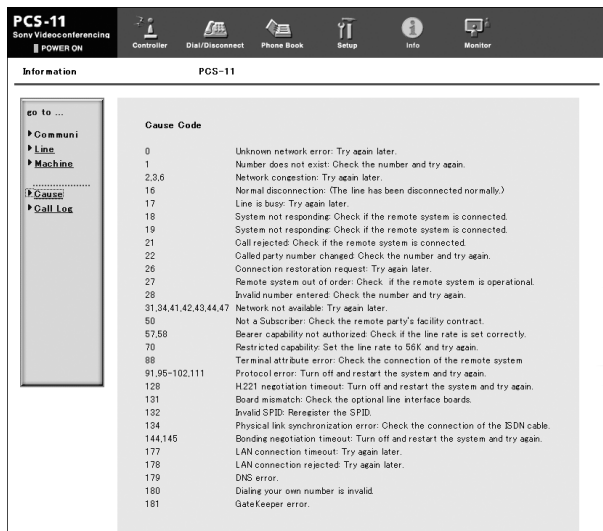 PCS-11
Sony Videoconferencing
POWER ON
Controller Dial/Disconnect Phone Book Setup Info Monitor
Information PCS-11
go to ...
Communi
Line
Machine
Cause
Call Log
Cause Code
0 Unknown network error: Try again later.
1 Number does not exist: Check the number and try again.
2,3,6 Network congestion: Try again later.
16 Normal disconnection: (The line has been disconnected normally.)
17 Line is busy: Try again later.
18 System not responding: Check if the remote system is connected.
19 System not responding: Check if the remote system is connected.
21 Call rejected: Check if the remote system is connected.
22 Called party number changed: Check the number and try again.
26 Connection restoration request: Try again later.
27 Remote system out of order: Check if the remote system is operational.
28 Invalid number entered: Check the number and try again.
31,34,41,42,43,44,47 Network not available: Try again later.
50 Not a Subscriber: Check the remote party's facility contract.
57,58 Bearer capability not authorized: Check if the line rate is set correctly.
70 Restricted capability: Set the line rate to 56K and try again.
88 Terminal attribute error: Check the connection of the remote system
91,95-102,111 Protocol error: Turn off and restart the system and try again.
128 H.221 negotiation timeout: Turn off and restart the system and try again.
131 Board mismatch: Check the optional line interface boards.
132 Invalid SPID: Reregister the SPID.
134 Physical link synchronization error: Check the connection of the ISDN cable.
144,145 Bonding negotiation timeout: Turn off and restart the system and try again.
177 LAN connection timeout: Try again later.
178 LAN connection rejected: Try again later.
179 DNS error.
180 Dialing your own number is invalid.
181 GateKeeper error.